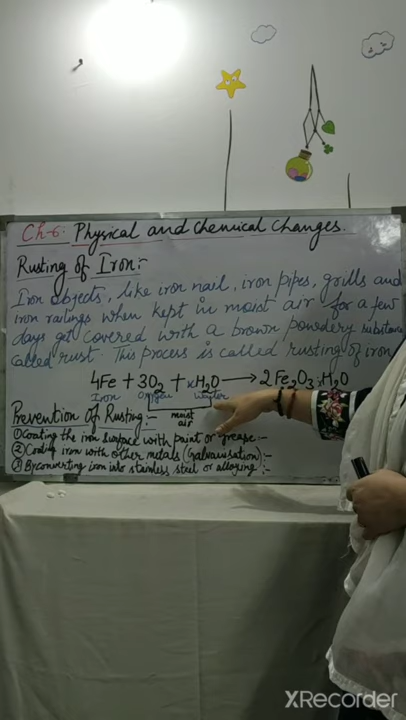 Ch-6: Physical and Chemical Changes.
Rusting of Iron:-
Iron objects, like iron nail, iron pipes, grills and
iron railings when kept in moist air for a few
days get covered with a brown powdery substance
called rust. This process is called rusting of iron
4Fe + 3O₂ + xH₂O → 2Fe₂O₃.H₂O
Iron Oxygen Water
moist
air
Prevention of Rusting:-
① Coating the iron surface with paint or grease:-
② Coating iron with other metals (Galvanisation):-
③ By converting iron into stainless steel or alloying:-
XRecorder